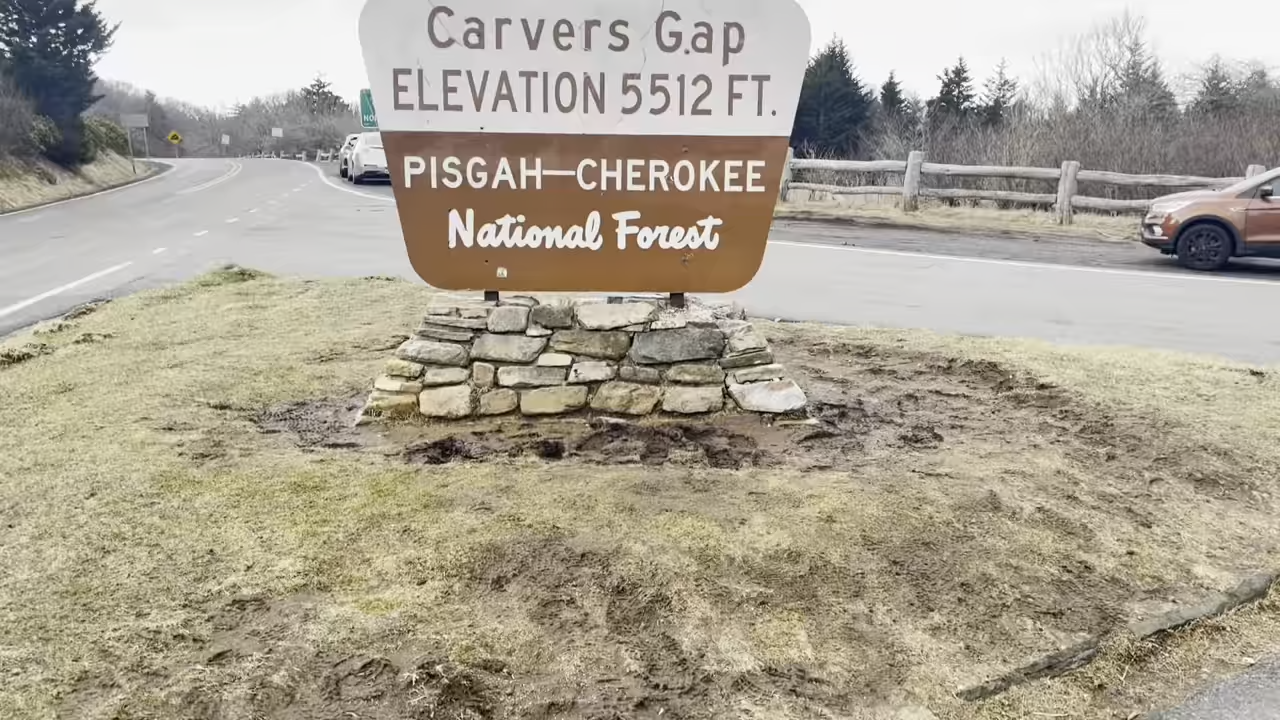 Carvers Gap
ELEVATION 5512 FT.
PISGAH—CHEROKEE
National Forest